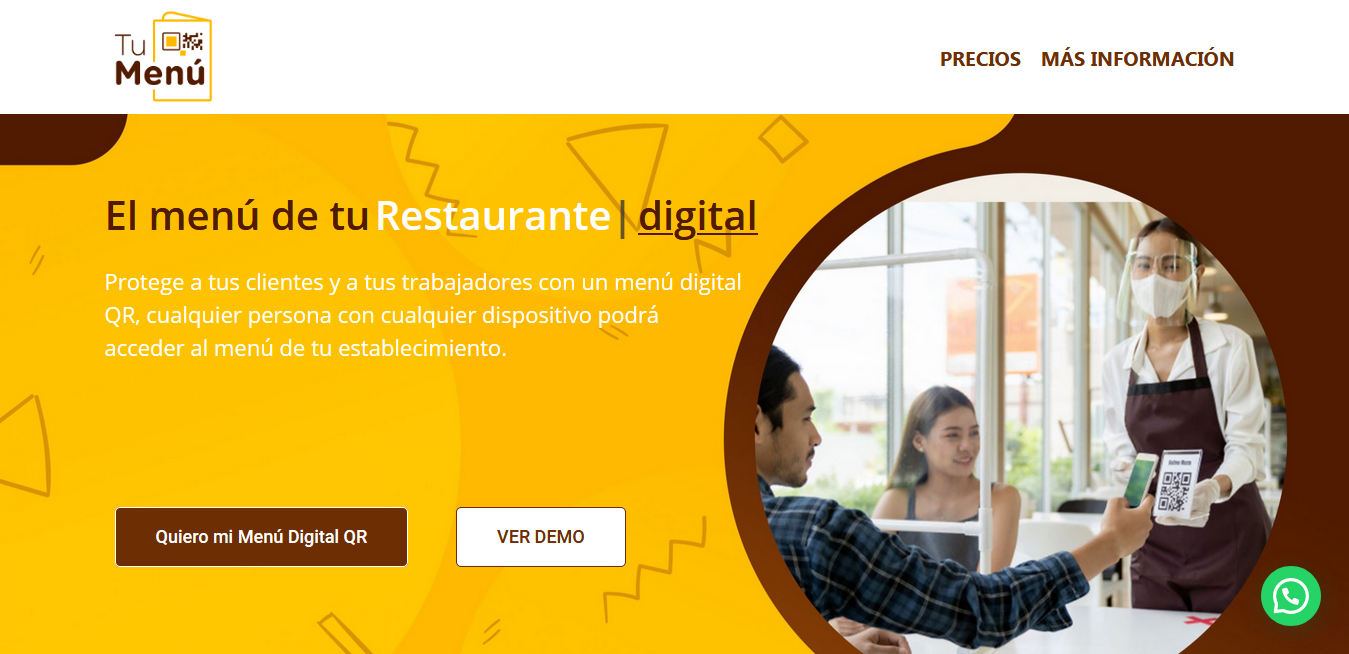 Tu
Menú
PRECIOS MÁS INFORMACIÓN
El menú de tu Restaurante| digital
Protege a tus clientes y a tus trabajadores con un menú digital
QR, cualquier persona con cualquier dispositivo podrá
acceder al menú de tu establecimiento.
Quiero mi Menú Digital QR
VER DEMO